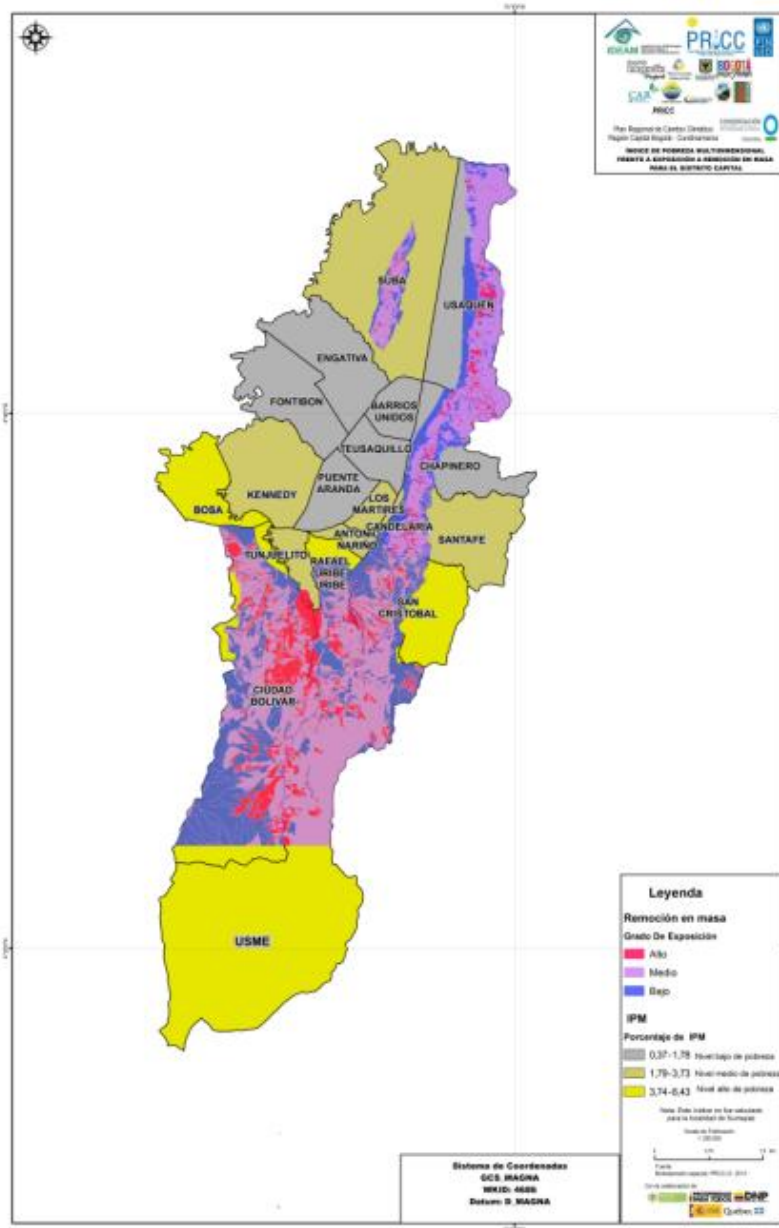 IDEAM
PRICC
BOGOTÁ
CAR
PRICC
Plan Regional de Cambio Climático
Región Capital Bogotá - Cundinamarca
ÍNDICE DE POBREZA MULTIDIMENSIONAL
FRENTE A EXPOSICIÓN A REMOCIÓN EN MASA
PARA EL DISTRITO CAPITAL
SUBA
USAQUEN
ENGATIVA
FONTIBON
BARRIOS
UNIDOS
TEUSAQUILLO
CHAPINERO
PUENTE
ARANDA
KENNEDY
BOSA
LOS
MARTIRES
CANDELARIA
SANTAFE
ANTONIO
NARIÑO
TUNJUELITO
RAFAEL
URIBE
URIBE
SAN
CRISTOBAL
CIUDAD
BOLIVAR
USME
Leyenda
Remoción en masa
Grado De Exposición
Alto
Medio
Bajo
IPM
Porcentaje de IPM
0,37-1,78 Nivel bajo de pobreza
1,79-3,73 Nivel medio de pobreza
3,74-6,43 Nivel alto de pobreza
Sistema de Coordenadas
GCS_MAGNA
WKID: 4686
Datum: D_MAGNA
DNP
Québec